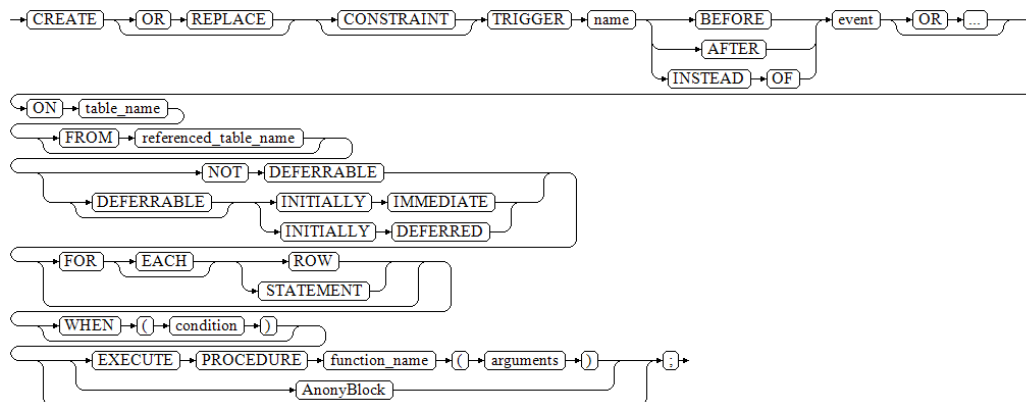 CREATE OR REPLACE CONSTRAINT TRIGGER name BEFORE event OR ...
AFTER
INSTEAD OF
ON table_name
FROM referenced_table_name
NOT DEFERRABLE
DEFERRABLE INITIALLY IMMEDIATE
INITIALLY DEFERRED
FOR EACH ROW
STATEMENT
WHEN ( condition )
EXECUTE PROCEDURE function_name ( arguments ) ;
AnonyBlock